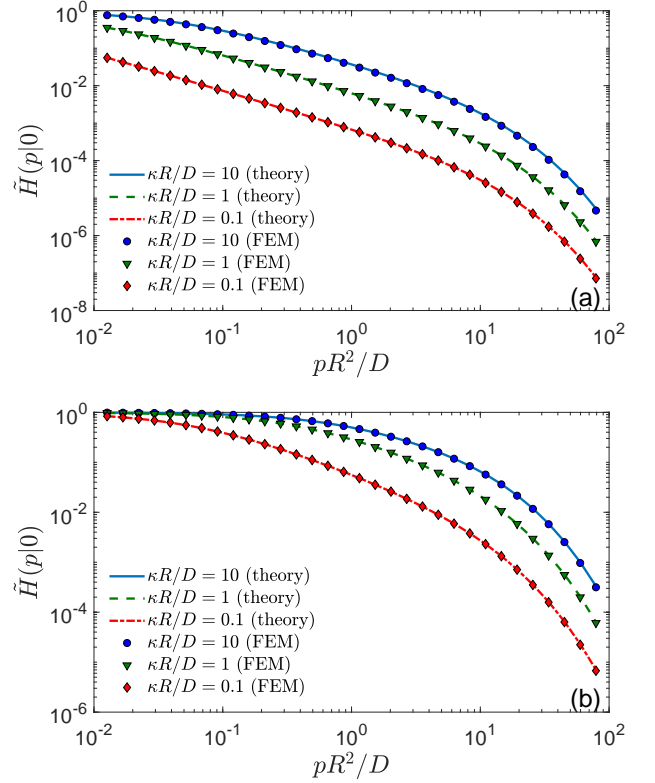 10^0
10^-2
10^-4
10^-6
10^-8
H̃(p|0)
κR/D = 10 (theory)
κR/D = 1 (theory)
κR/D = 0.1 (theory)
κR/D = 10 (FEM)
κR/D = 1 (FEM)
κR/D = 0.1 (FEM)
(a)
10^-2 10^-1 10^0 10^1 10^2
pR^2/D
10^0
10^-2
10^-4
10^-6
H̃(p|0)
κR/D = 10 (theory)
κR/D = 1 (theory)
κR/D = 0.1 (theory)
κR/D = 10 (FEM)
κR/D = 1 (FEM)
κR/D = 0.1 (FEM)
(b)
10^-2 10^-1 10^0 10^1 10^2
pR^2/D